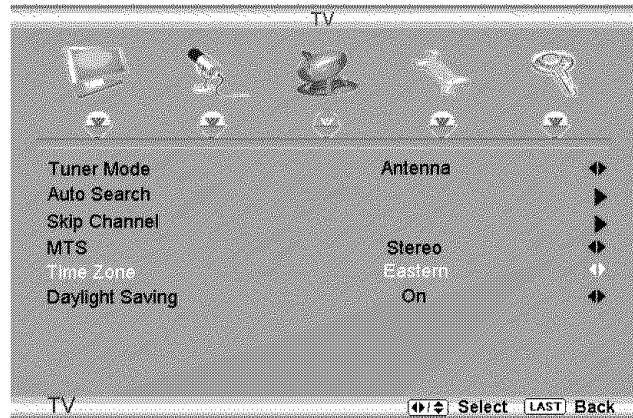 TV
Tuner Mode Antenna
Auto Search
Skip Channel
MTS Stereo
Time Zone Eastern
Daylight Saving On
TV Select LAST Back